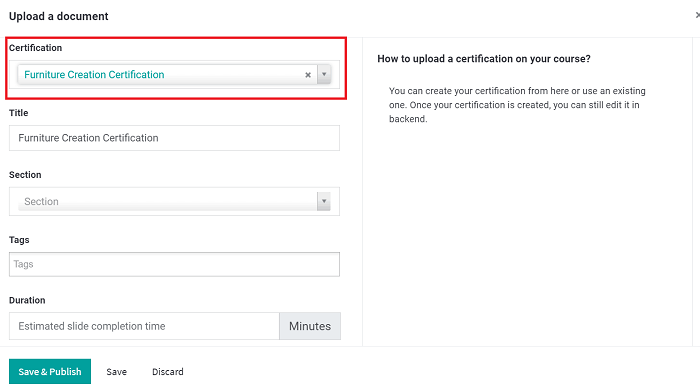 Upload a document
Certification
Furniture Creation Certification
Title
Furniture Creation Certification
Section
Section
Tags
Tags
Duration
Estimated slide completion time
Minutes
How to upload a certification on your course?
You can create your certification from here or use an existing
one. Once your certification is created, you can still edit it in
backend.
Save & Publish
Save
Discard